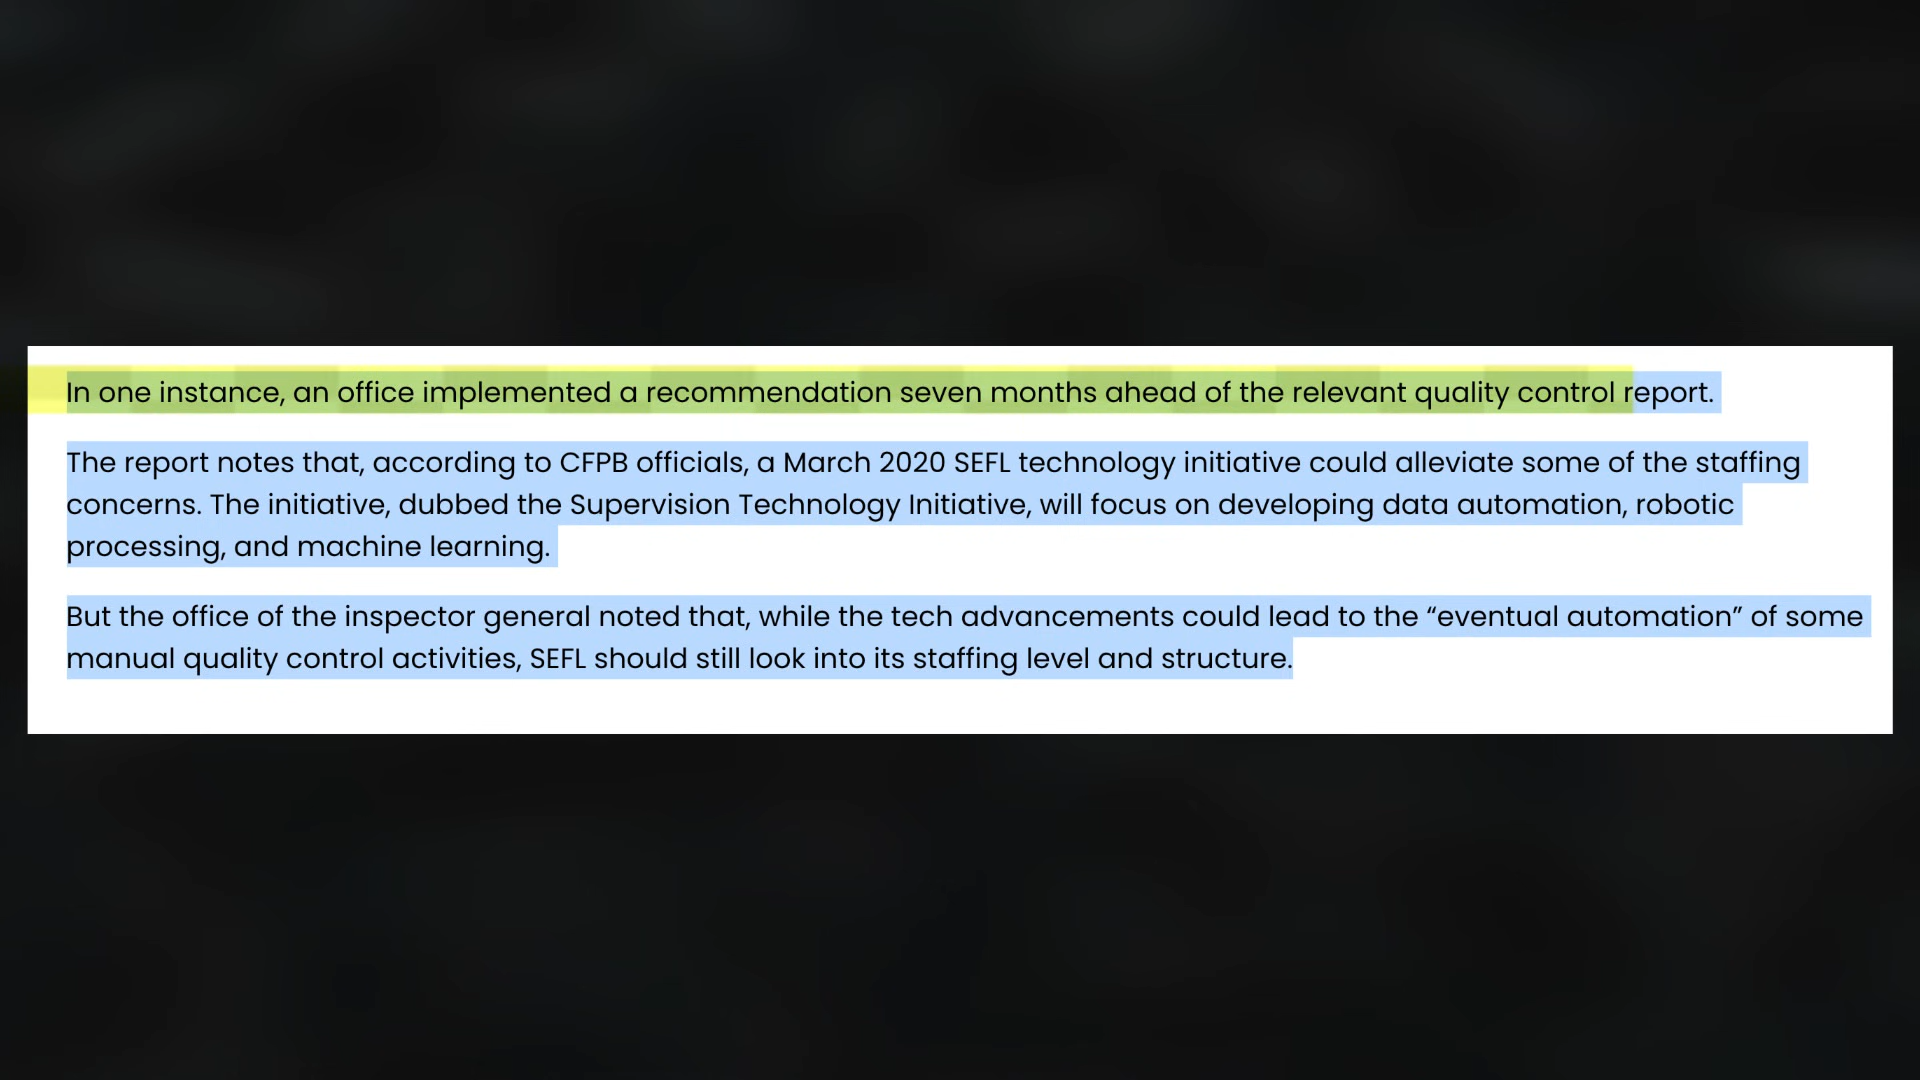 In one instance, an office implemented a recommendation seven months ahead of the relevant quality control report.
The report notes that, according to CFPB officials, a March 2020 SEFL technology initiative could alleviate some of the staffing
concerns. The initiative, dubbed the Supervision Technology Initiative, will focus on developing data automation, robotic
processing, and machine learning.
But the office of the inspector general noted that, while the tech advancements could lead to the “eventual automation” of some
manual quality control activities, SEFL should still look into its staffing level and structure.